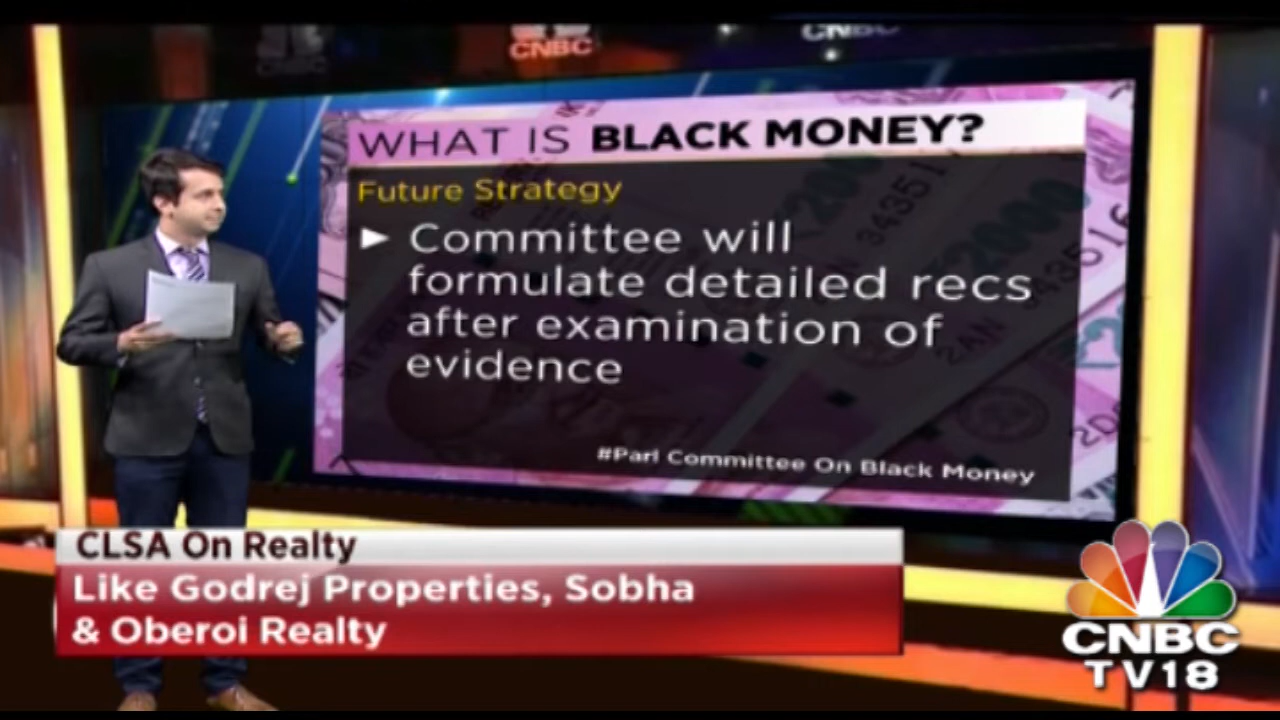 CNBC
CNBC
WHAT IS BLACK MONEY?
Future Strategy
Committee will
formulate detailed recs
after examination of
evidence
#Parl Committee On Black Money
CLSA On Realty
Like Godrej Properties, Sobha
& Oberoi Realty
CNBC
TV18